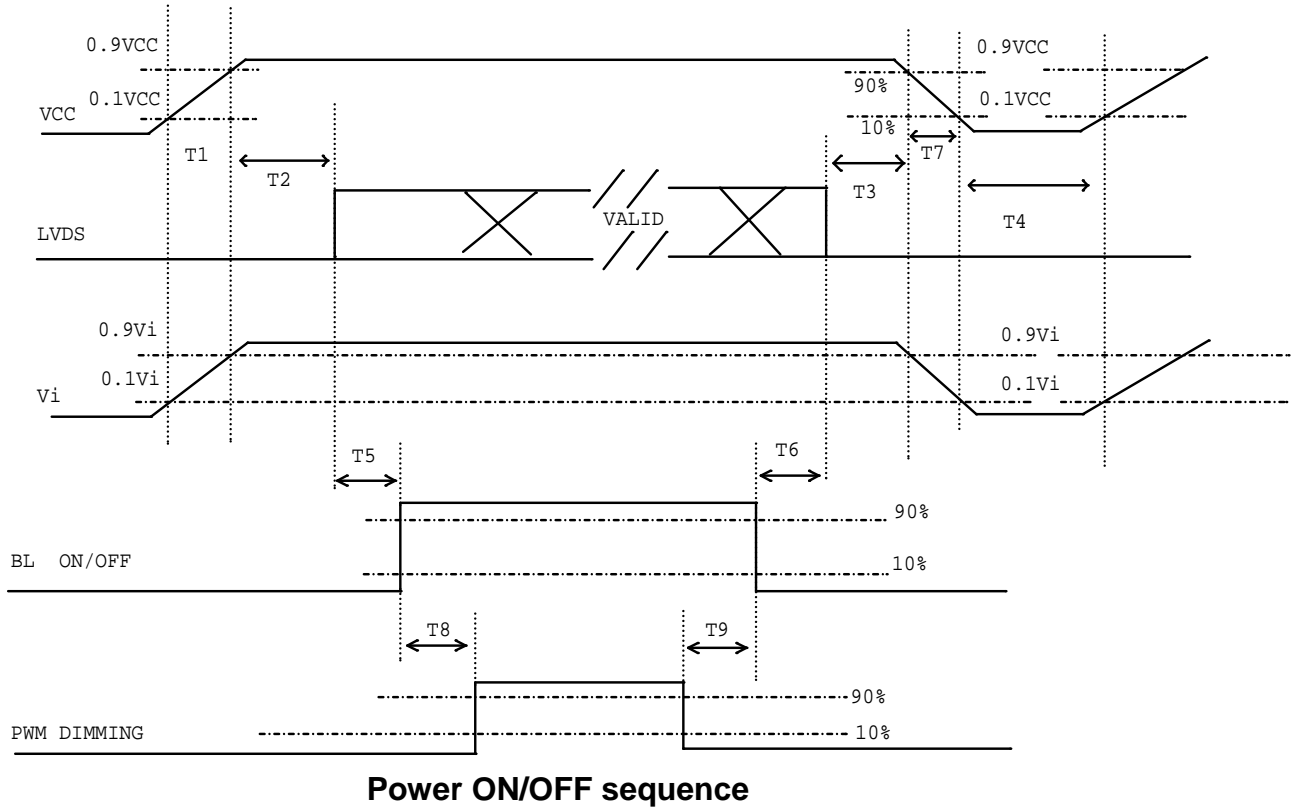 0.9VCC
0.9VCC
90%
0.1VCC
0.1VCC
VCC
10%
T1
T7
T2
T3
VALID
T4
LVDS
0.9Vi
0.9Vi
0.1Vi
0.1Vi
Vi
T5
T6
90%
BL ON/OFF
10%
T8
T9
90%
PWM DIMMING
10%
Power ON/OFF sequence